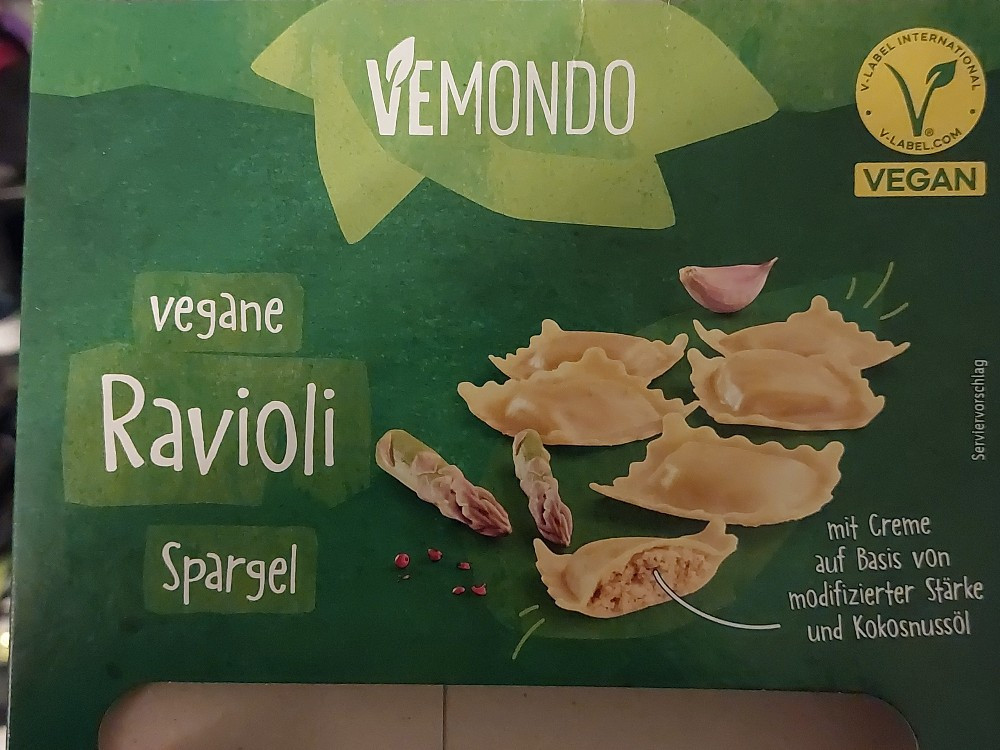 VEMONDO
V-LABEL INTERNATIONAL
V-LABEL.COM
®
VEGAN
vegane
Ravioli
Spargel
Serviervorschlag
mit Creme
auf Basis von
modifizierter Stärke
und Kokosnussöl